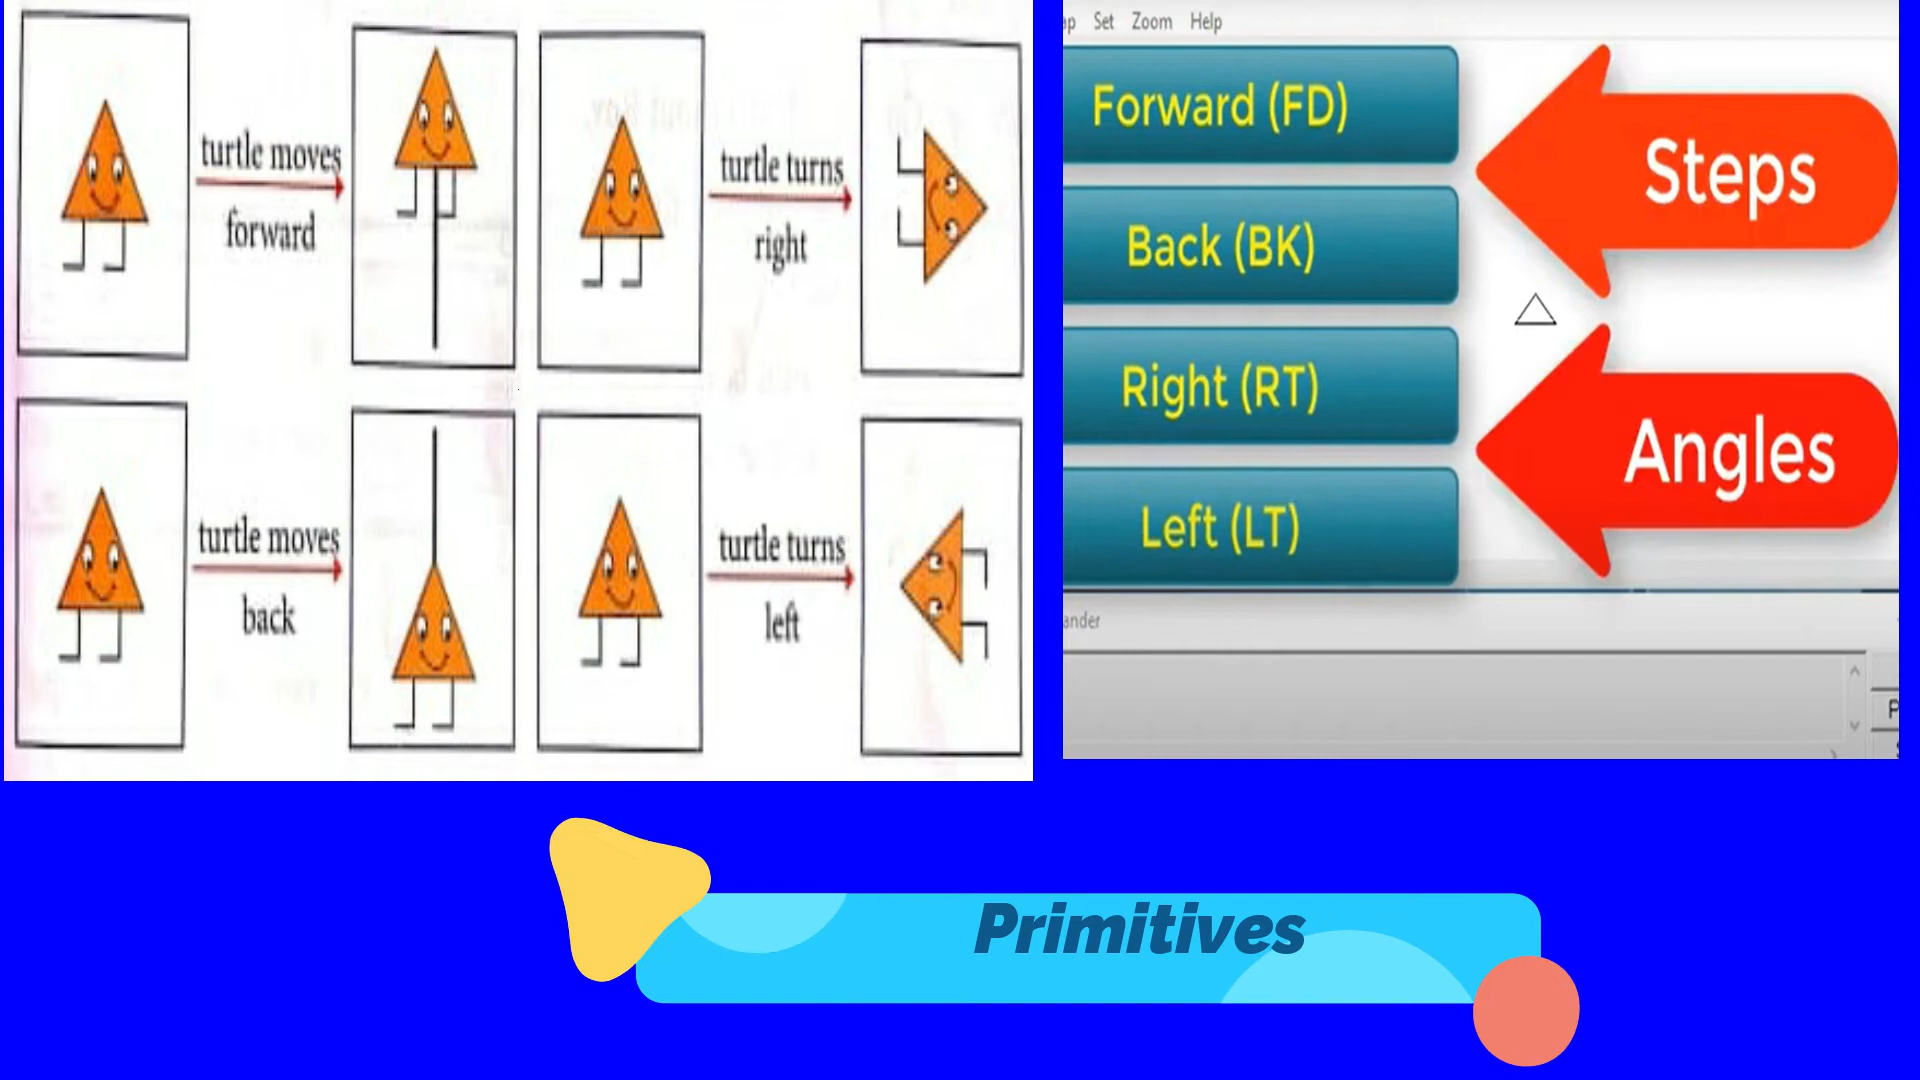 turtle moves
forward
turtle turns
right
turtle moves
back
turtle turns
left
Set Zoom Help
Forward (FD)
Back (BK)
Right (RT)
Left (LT)
Steps
Angles
Primitives